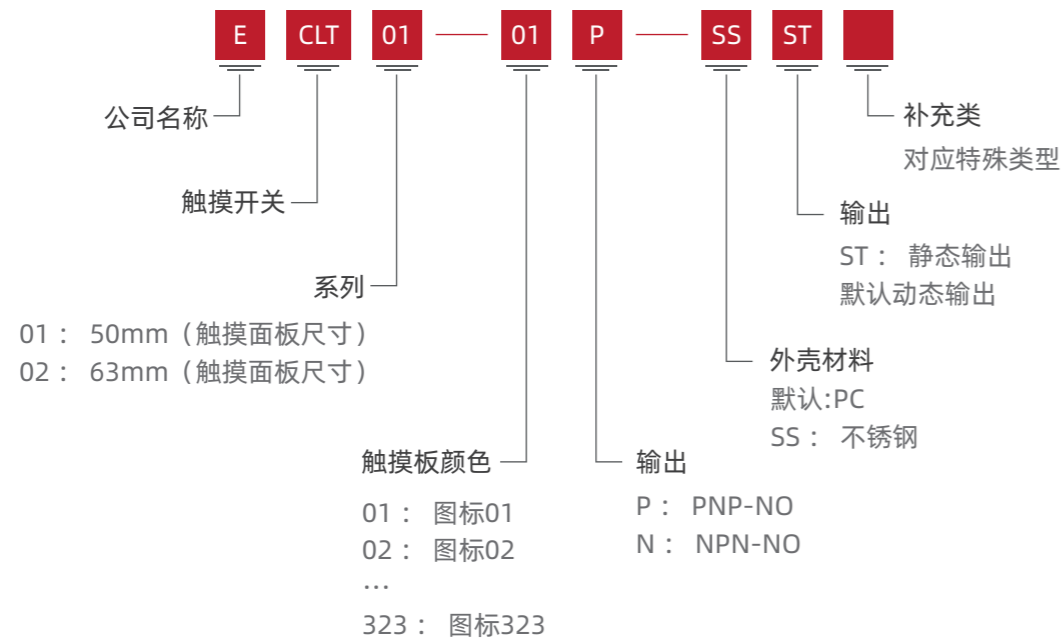 E CLT 01 — 01 P — SS ST
公司名称
补充类
对应特殊类型
触摸开关
输出
ST： 静态输出
默认动态输出
系列
01： 50mm（触摸面板尺寸）
02： 63mm（触摸面板尺寸）
外壳材料
默认:PC
SS： 不锈钢
触摸板颜色
01： 图标01
02： 图标02
…
323： 图标323
输出
P： PNP-NO
N： NPN-NO